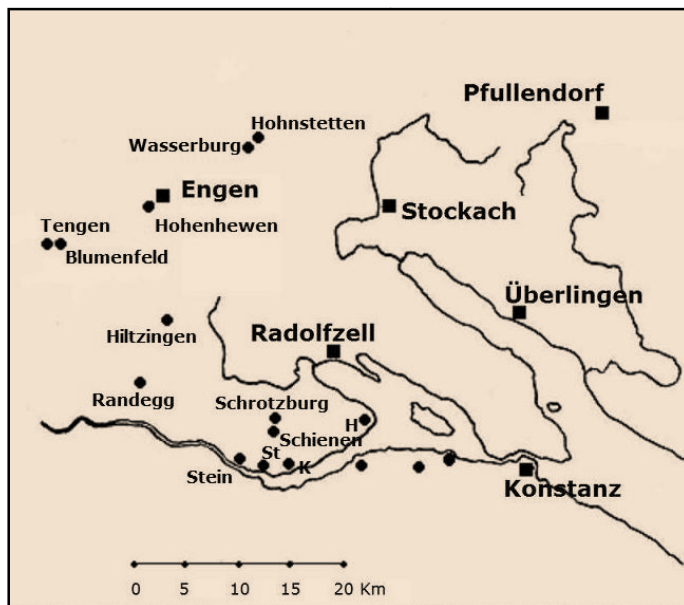 Pfullendorf
Hohnstetten
Wasserburg
Engen
Stockach
Hohenhewen
Tengen
Blumenfeld
Überlingen
Hiltzingen
Radolfzell
Randegg
Schrotzburg
H
Schienen
St
Stein
K
Konstanz
0 5 10 15 20 Km